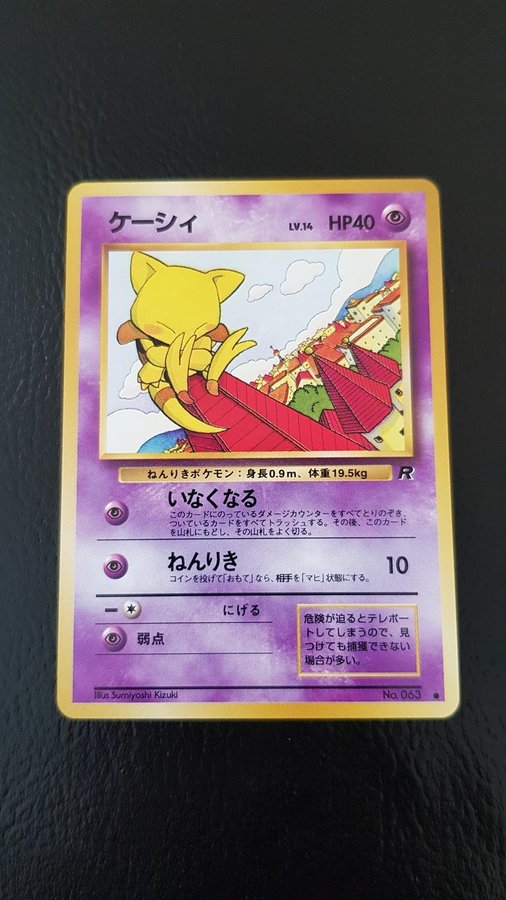 ケーシィ LV.14 HP40
ねんりきポケモン:身長0.9m、体重19.5kg R
いなくなる
このカードにのっているダメージカウンターをすべてとりのぞき、
ついているカードをすべてトラッシュする。その後、このカード
を山札にもどし、その山札をよく切る。
ねんりき 10
コインを投げて「おもて」なら、相手を「マヒ」状態にする。
にげる
弱点
危険が迫るとテレポー
トしてしまうので、見
つけても捕獲できない
場合が多い。
Illus.Sumiyoshi Kizuki No. 063